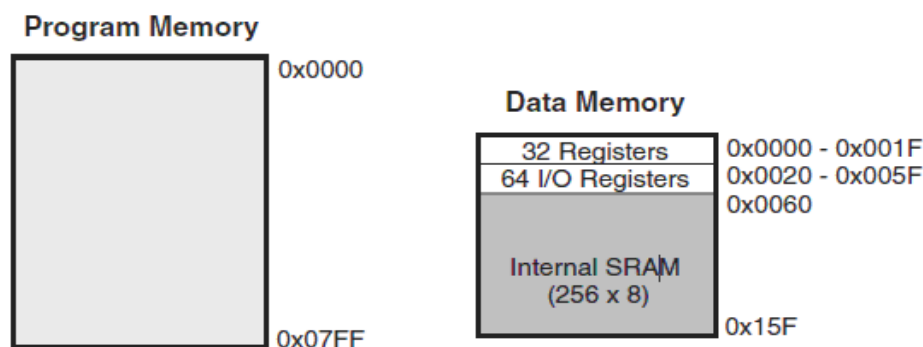 Program Memory
0x0000
0x07FF
Data Memory
32 Registers
0x0000 - 0x001F
64 I/O Registers
0x0020 - 0x005F
0x0060
Internal SRAM
(256 x 8)
0x15F